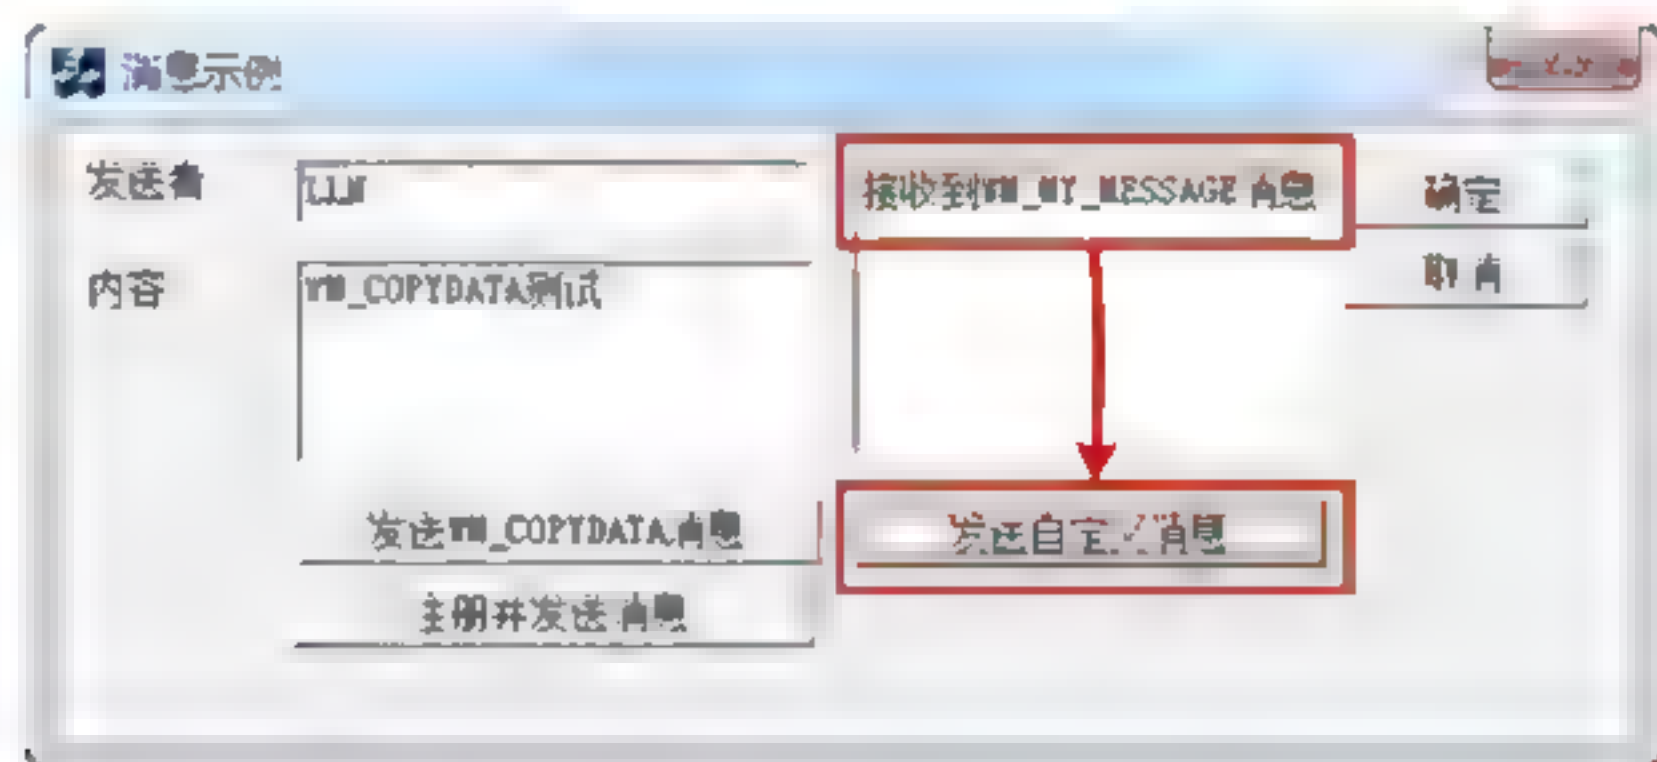 消息示例
发送者
接收到WM_MY_MESSAGE 消息
确定
内容
WM_COPYDATA测试
取消
发送WM_COPYDATA消息
发送自定义消息
注册并发送消息